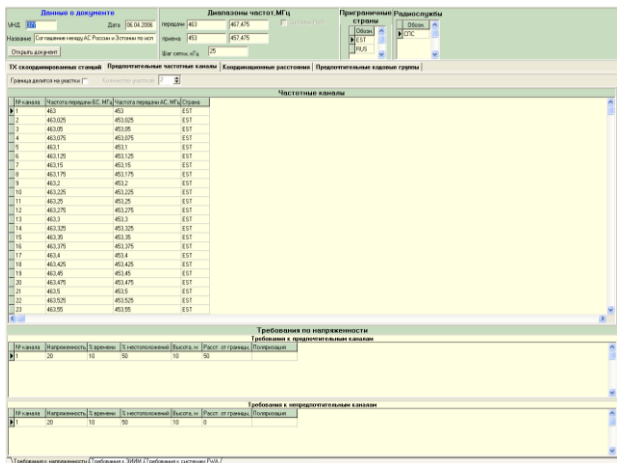 Данные о документе
Диапазоны частот,МГц
Приграничные страны
Радиослужбы
Дата 06.04.2006
передачи 463 467,475
Обозн.
EST
RUS
Обозн.
СПС
Название Соглашение между АС России и Эстонии по исп
приема 453 457,475
Открыть документ
Шаг сетки, кГц 25
ТХ скоординированных станций Предпочтительные частотные каналы Координационные расстояния Предпочтительные кодовые группы
Граница делится на участки 2
Частотные каналы
№ канала Частота передачи БС, МГц Частота передачи АС, МГц Страна
1 463 453 EST
2 463,025 453,025 EST
3 463,05 453,05 EST
4 463,075 453,075 EST
5 463,1 453,1 EST
6 463,125 453,125 EST
7 463,15 453,15 EST
8 463,175 453,175 EST
9 463,2 453,2 EST
10 463,225 453,225 EST
11 463,25 453,25 EST
12 463,275 453,275 EST
13 463,3 453,3 EST
14 463,325 453,325 EST
15 463,35 453,35 EST
16 463,375 453,375 EST
17 463,4 453,4 EST
18 463,425 453,425 EST
19 463,45 453,45 EST
20 463,475 453,475 EST
21 463,5 453,5 EST
22 463,525 453,525 EST
23 463,55 453,55 EST
Требования по напряженности
Требования к предпочтительным каналам
№ канала Напряженность % времени % местоположений Высота, м Расст. от границы, Поляризация
1 20 10 50 10 50
Требования к непредпочтительным каналам
№ канала Напряженность % времени % местоположений Высота, м Расст. от границы, Поляризация
1 20 10 50 10 0